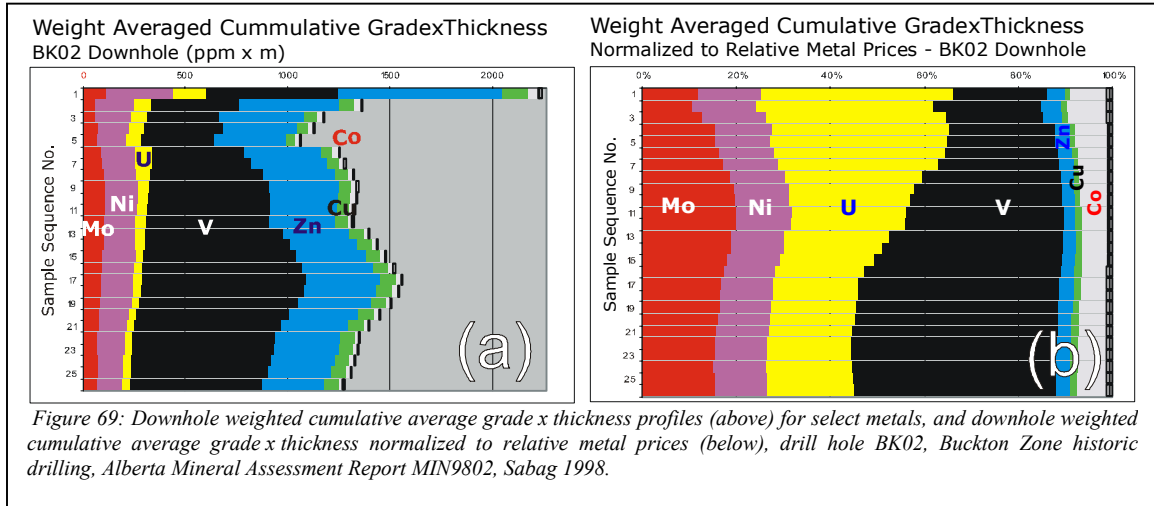 Weight Averaged Cummulative GradexThickness
BK02 Downhole (ppm x m)
0 500 1000 1500 2000
1
3
5
7
9
11
13
15
17
19
21
23
25
Sample Sequence No.
Mo
Ni
U
V
Zn
Cu
Co
(a)
Weight Averaged Cumulative GradexThickness
Normalized to Relative Metal Prices - BK02 Downhole
0% 20% 40% 60% 80% 100%
1
3
4
6
7
9
11
13
15
17
19
21
23
25
Sample Sequence No.
Mo
Ni
U
V
Zn
Cu
Co
(b)
Figure 69: Downhole weighted cumulative average grade x thickness profiles (above) for select metals, and downhole weighted
cumulative average grade x thickness normalized to relative metal prices (below), drill hole BK02, Buckton Zone historic
drilling, Alberta Mineral Assessment Report MIN9802, Sabag 1998.